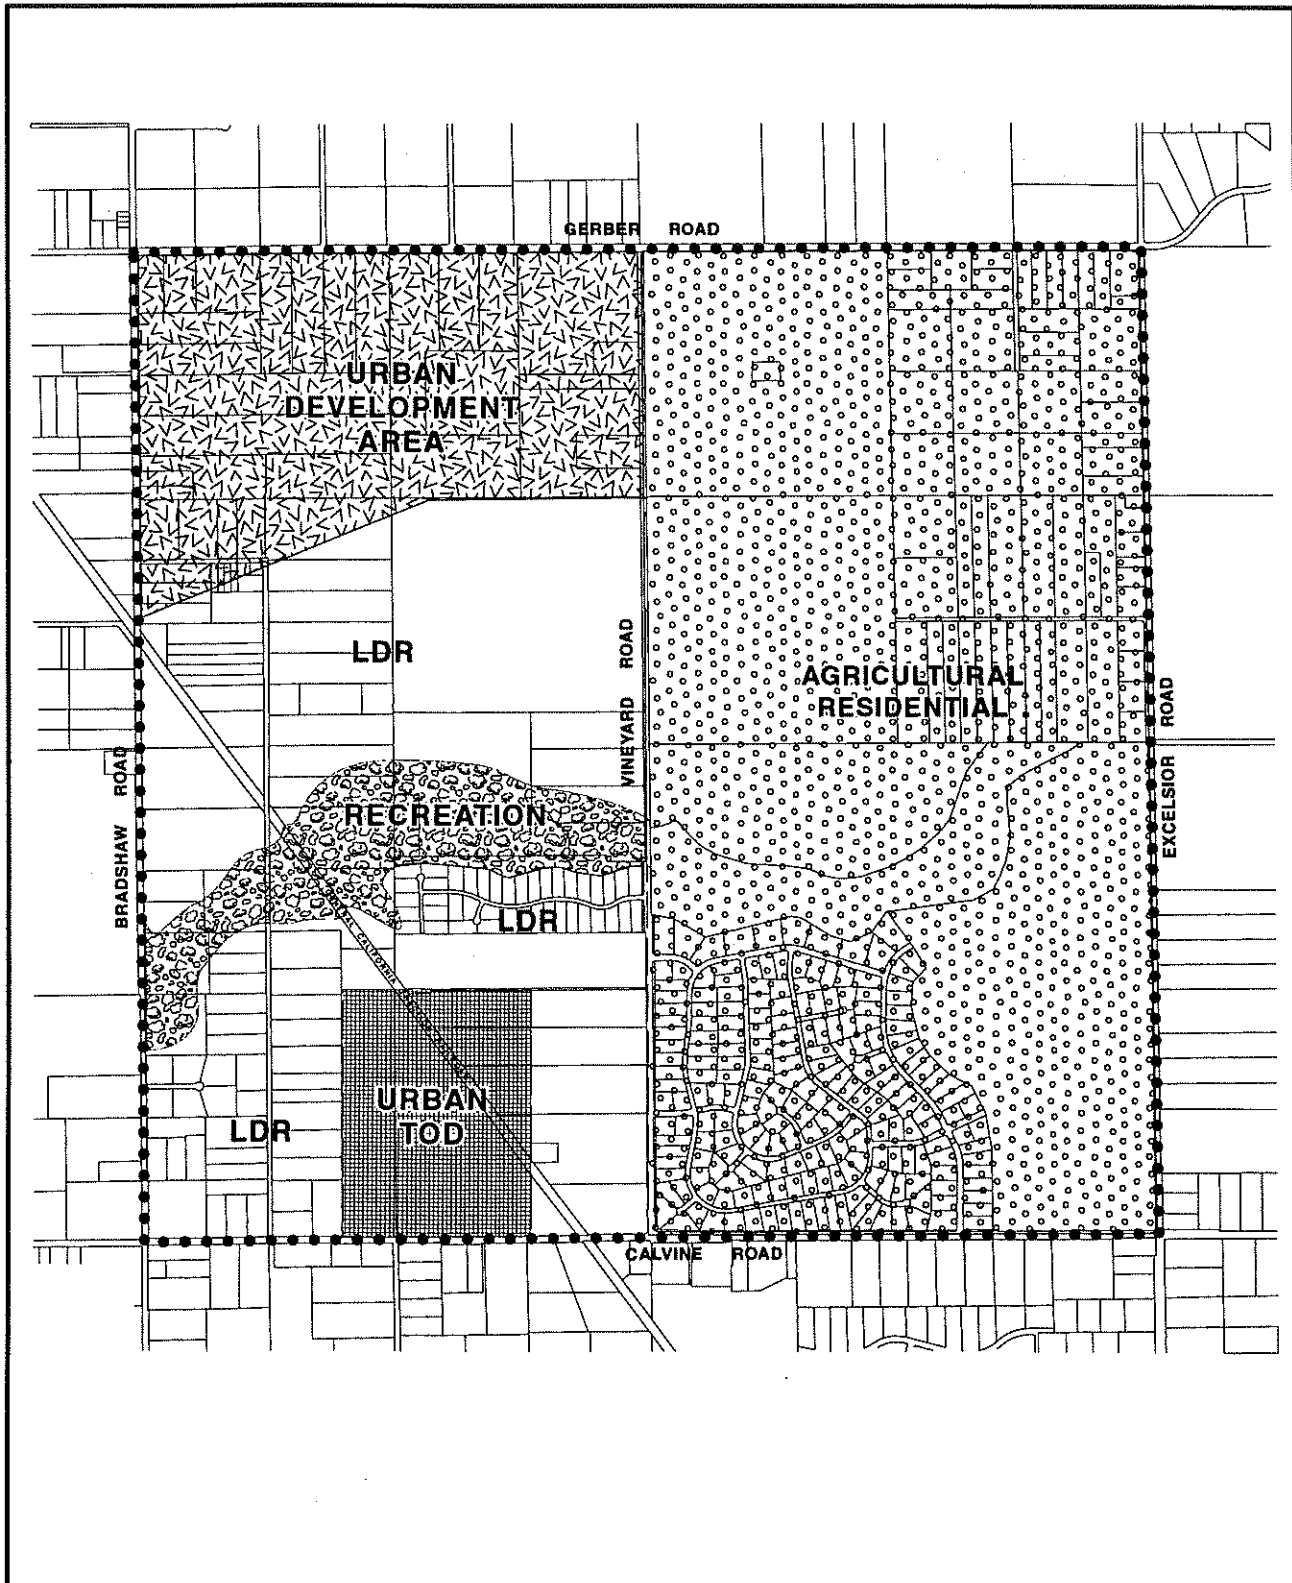 GERBER ROAD
URBAN
DEVELOPMENT
AREA
LDR
VINEYARD ROAD
AGRICULTURAL
RESIDENTIAL
EXCELSIOR ROAD
BRADSHAW ROAD
RECREATION
LDR
CALIFORNIA
URBAN
TOD
LDR
CALVINE ROAD